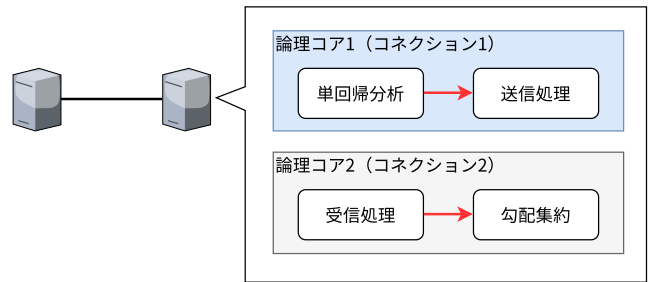 論理コア1（コネクション1）
単回帰分析
送信処理
論理コア2（コネクション2）
受信処理
勾配集約